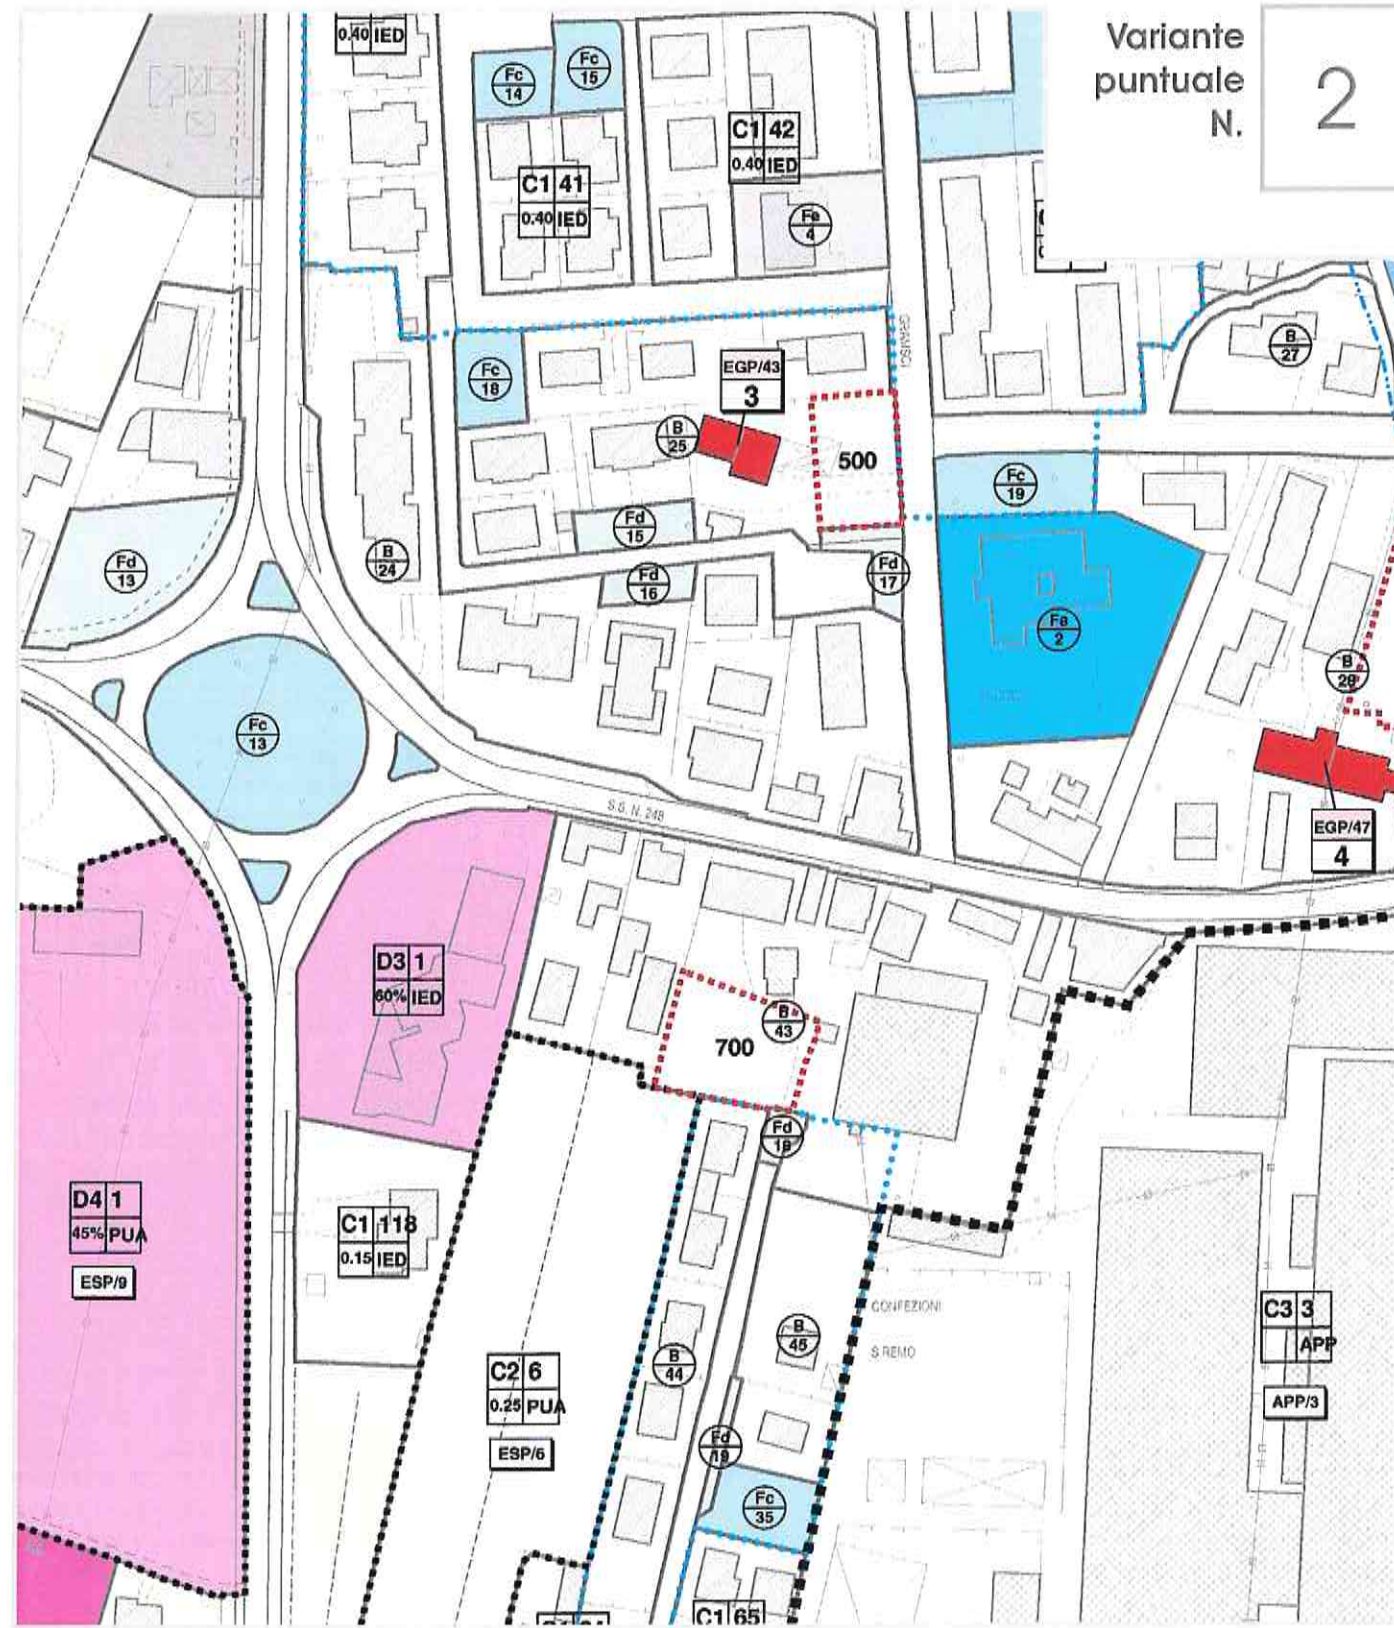 Variante
puntuale
N.
2
0.40 IED
Fc
14
Fc
15
C1 42
0.40 IED
C1 41
0.40 IED
Fe
4
GRAMSCI
B
27
Fc
18
EGP/43
3
B
25
500
Fc
19
Fd
15
B
24
Fd
13
Fd
16
Fd
17
Fa
2
B
28
Fc
13
S.S. N. 248
EGP/47
4
D3 1
60% IED
B
43
700
Fd
18
D4 1
45% PUA
ESP/9
C1 118
0.15 IED
CONFEZIONI
S.REMO
B
45
C3 3
APP
APP/3
B
44
C2 6
0.25 PUA
ESP/6
Fd
19
Fc
35
C1 65